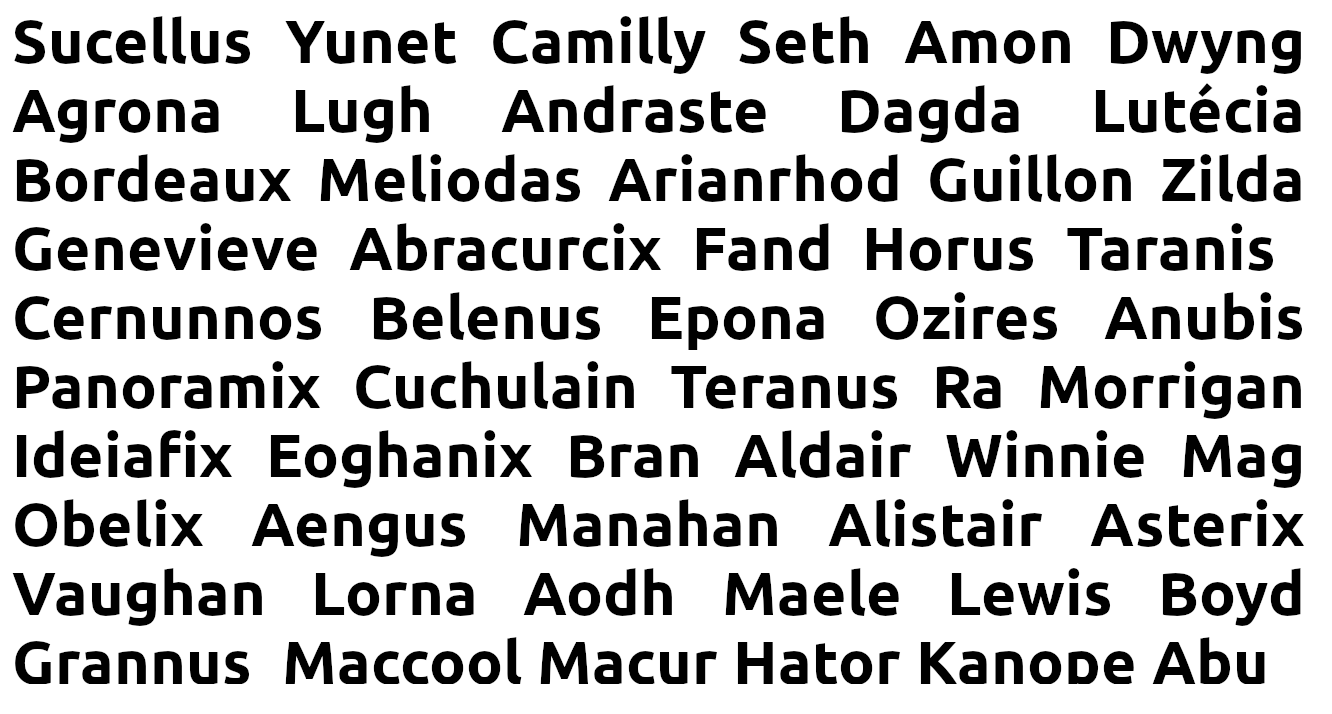 Sucellus Yunet Camilly Seth Amon Dwyng
Agrona Lugh Andraste Dagda Lutécia
Bordeaux Meliodas Arianrhod Guillon Zilda
Genevieve Abracurcix Fand Horus Taranis
Cernunnos Belenus Epona Ozires Anubis
Panoramix Cuchulain Teranus Ra Morrigan
Ideiafix Eoghanix Bran Aldair Winnie Mag
Obelix Aengus Manahan Alistair Asterix
Vaughan Lorna Aodh Maele Lewis Boyd
Grannus Maccool Macur Hator Kanope Abu